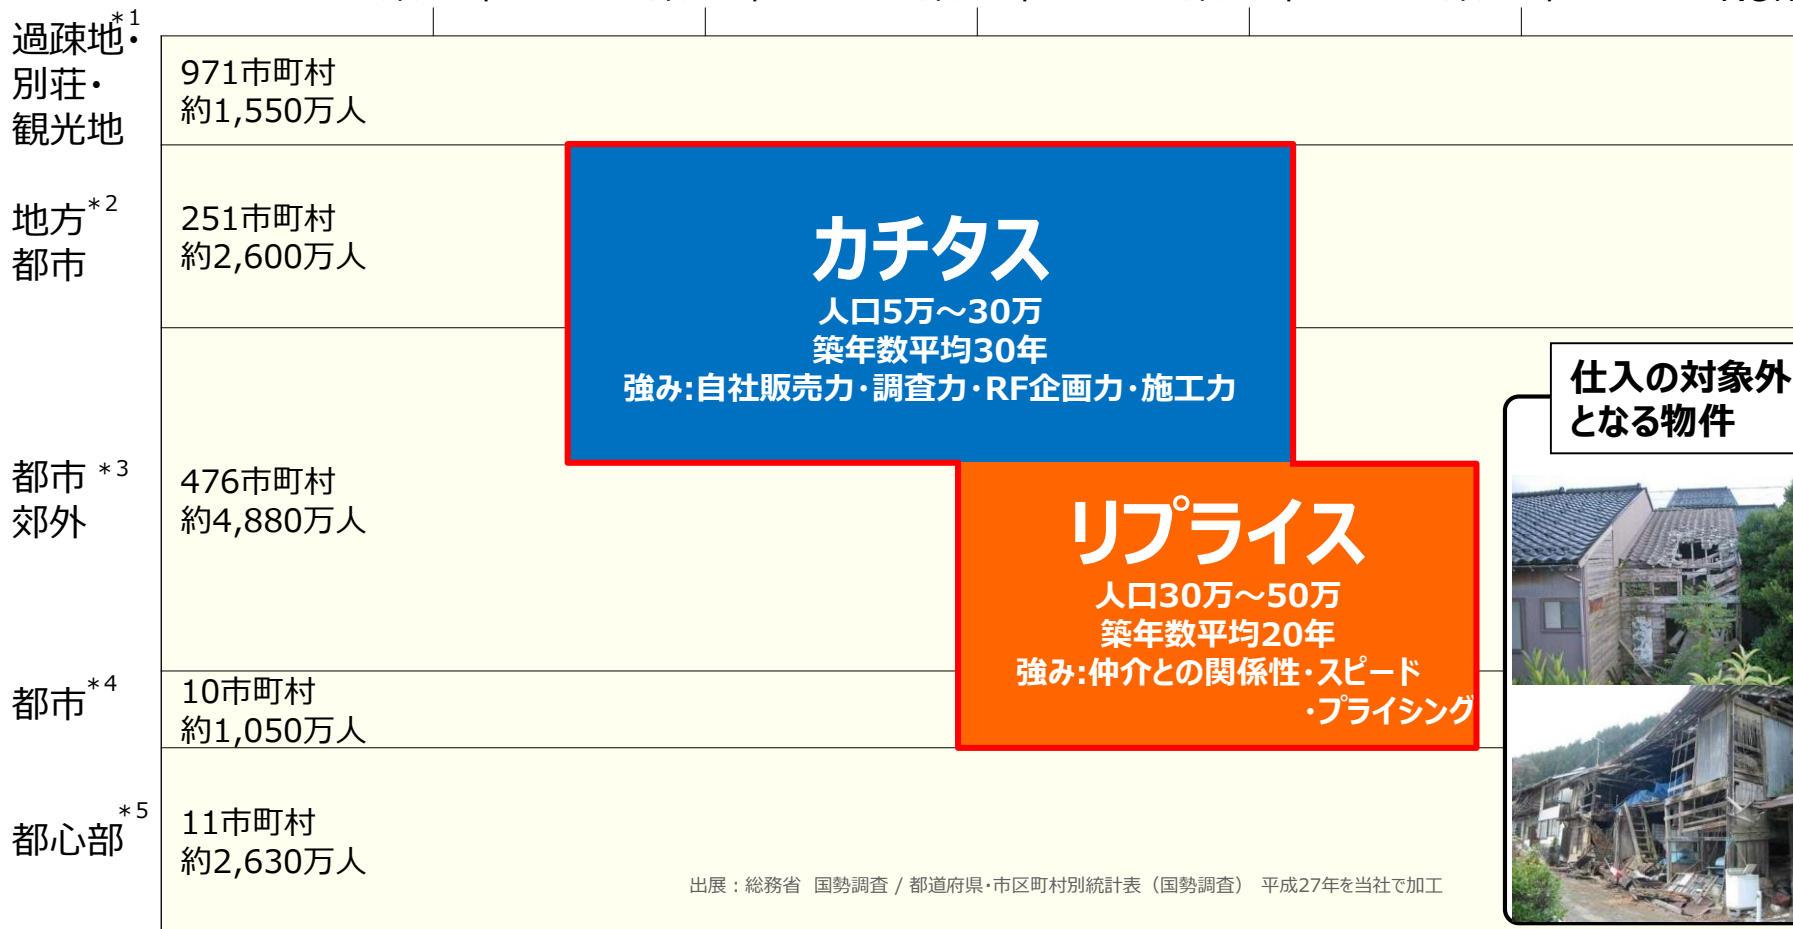 過疎地・*1
別荘・
観光地
971市町村
約1,550万人
地方*2
都市
251市町村
約2,600万人
カチタス
人口5万～30万
築年数平均30年
強み:自社販売力・調査力・RF企画力・施工力
仕入の対象外
となる物件
都市 *3
郊外
476市町村
約4,880万人
リプライス
人口30万～50万
築年数平均20年
強み:仲介との関係性・スピード
・プライシング
都市*4
10市町村
約1,050万人
都心部*5
11市町村
約2,630万人
出展：総務省 国勢調査 / 都道府県・市区町村別統計表（国勢調査） 平成27年を当社で加工